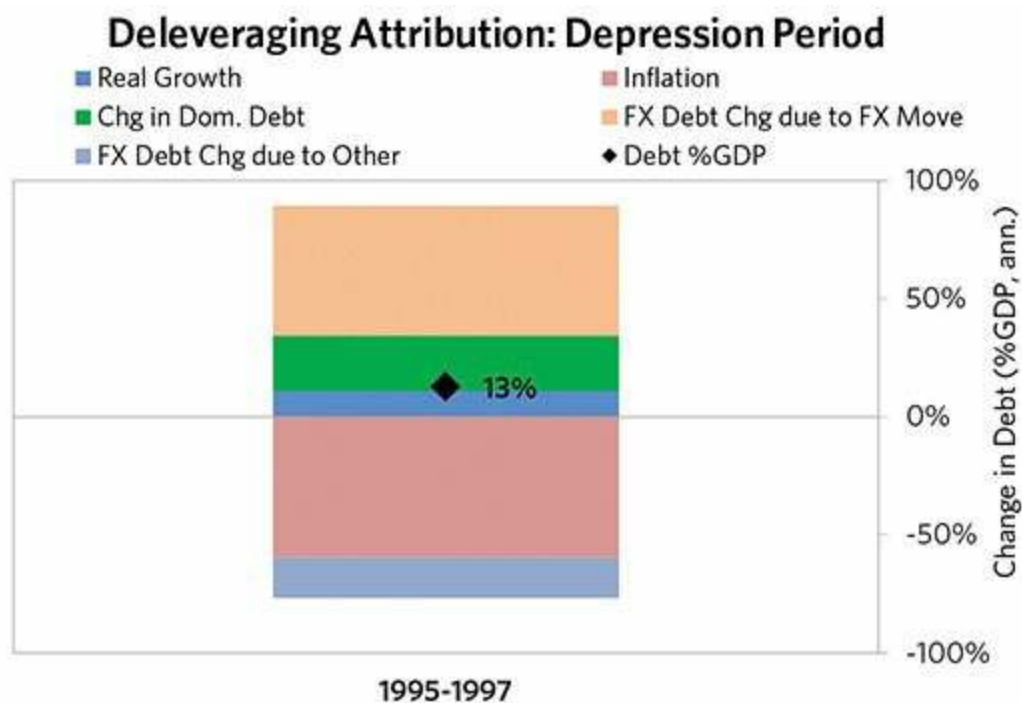 Deleveraging Attribution: Depression Period
Real Growth
Inflation
Chg in Dom. Debt
FX Debt Chg due to FX Move
FX Debt Chg due to Other
Debt %GDP
100%
50%
0%
-50%
-100%
Change in Debt (%GDP, ann.)
13%
1995-1997